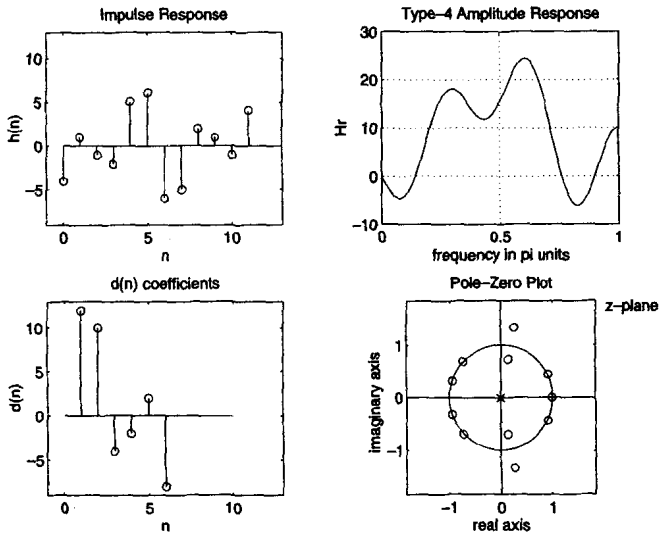 Impulse Response
h(n)
10
5
0
−5
0
5
10
n
Type−4 Amplitude Response
Hr
30
20
10
0
−10
0
0.5
1
frequency in pi units
d(n) coefficients
d(n)
10
5
0
−5
0
5
10
n
Pole−Zero Plot
z−plane
imaginary axis
1
0
−1
−1
0
1
real axis